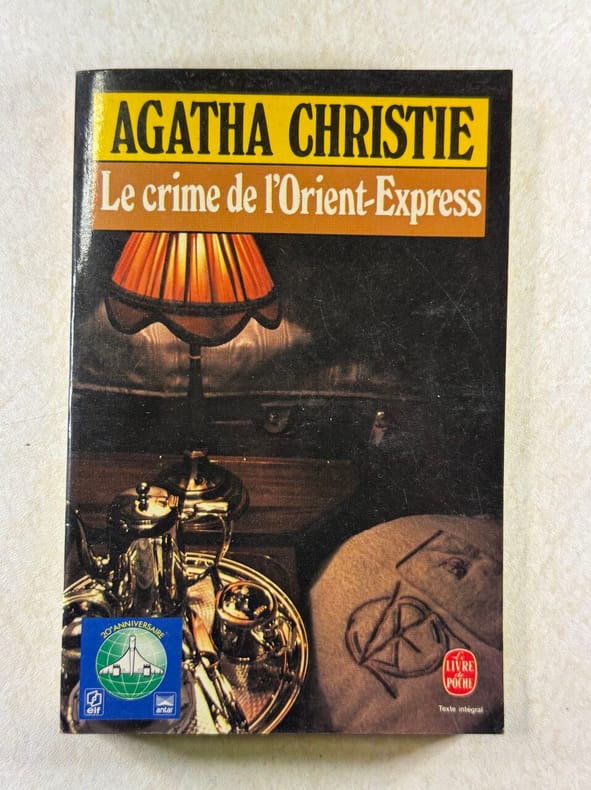 AGATHA CHRISTIE
Le crime de l'Orient-Express
20e ANNIVERSAIRE
elf
antar
Le
LIVRE
de
POCHE
Texte intégral